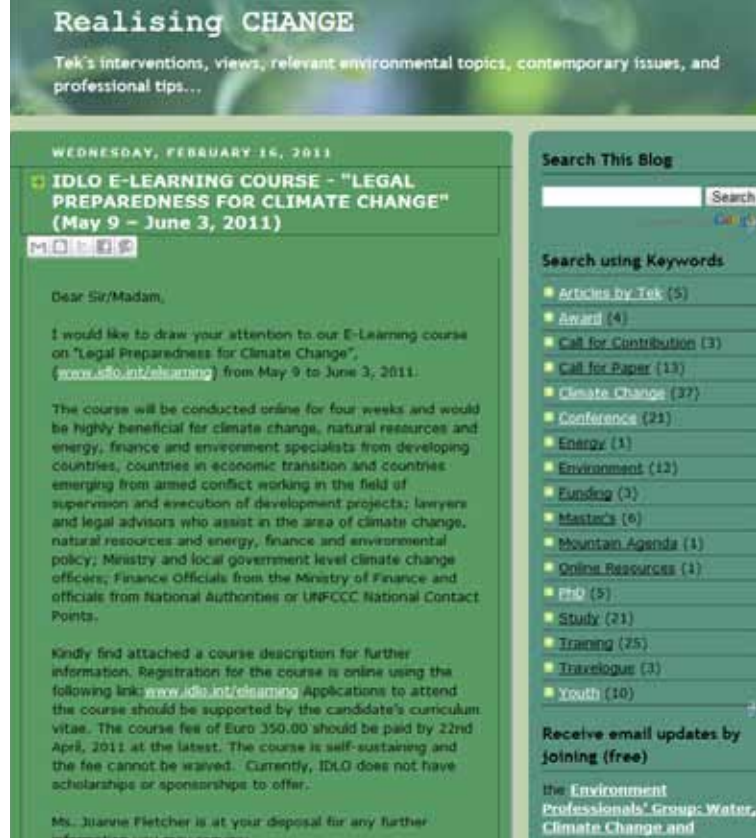 Realising CHANGE
Tek's interventions, views, relevant environmental topics, contemporary issues, and
professional tips...
WEDNESDAY, FEBRUARY 16, 2011
IDLO E-LEARNING COURSE - "LEGAL
PREPAREDNESS FOR CLIMATE CHANGE"
(May 9 – June 3, 2011)
Dear Sir/Madam,
I would like to draw your attention to our E-Learning course
on "Legal Preparedness for Climate Change",
(www.idlo.int/elearning) from May 9 to June 3, 2011.
The course will be conducted online for four weeks and would
be highly beneficial for climate change, natural resources and
energy, finance and environment specialists from developing
countries, countries in economic transition and countries
emerging from armed conflict working in the field of
supervision and execution of development projects; lawyers
and legal advisors who assist in the area of climate change,
natural resources and energy, finance and environmental
policy; Ministry and local government level climate change
officers; Finance Officials from the Ministry of Finance and
officials from National Authorities or UNFCCC National Contact
Points.
Kindly find attached a course description for further
information. Registration for the course is online using the
following link: www.idlo.int/elearning Applications to attend
the course should be supported by the candidate's curriculum
vitae. The course fee of Euro 350.00 should be paid by 22nd
April, 2011 at the latest. The course is self-sustaining and
the fee cannot be waived. Currently, IDLO does not have
scholarships or sponsorships to offer.
Ms. Joanne Fletcher is at your disposal for any further
Search This Blog
Search
Search using Keywords
Articles by Tek (5)
Award (4)
Call for Contribution (3)
Call for Paper (13)
Climate Change (37)
Conference (21)
Energy (1)
Environment (12)
Funding (3)
Master's (6)
Mountain Agenda (1)
Online Resources (1)
PhD (5)
Study (21)
Training (25)
Travelogue (3)
Youth (10)
Receive email updates by
joining (free)
the Environment
Professionals' Group: Water,
Climate Change and